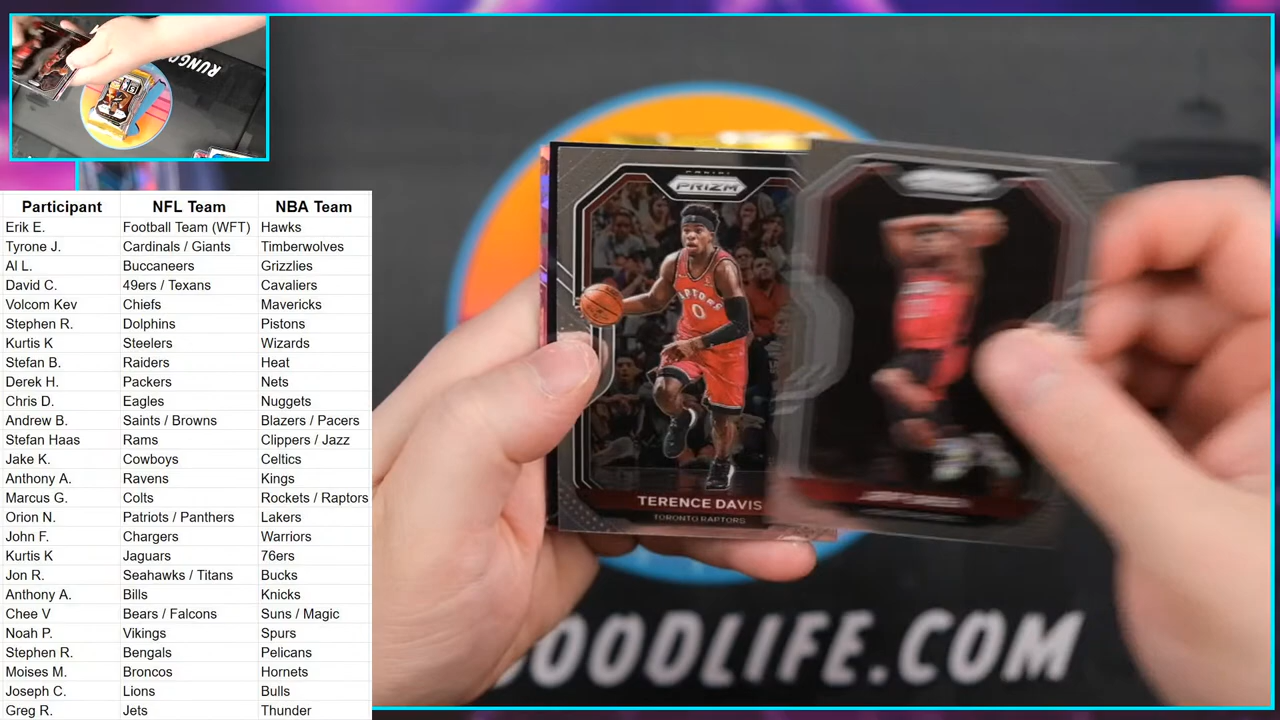 RUNGOOD
Participant NFL Team NBA Team
Erik E. Football Team (WFT) Hawks
Tyrone J. Cardinals / Giants Timberwolves
Al L. Buccaneers Grizzlies
David C. 49ers / Texans Cavaliers
Volcom Kev Chiefs Mavericks
Stephen R. Dolphins Pistons
Kurtis K Steelers Wizards
Stefan B. Raiders Heat
Derek H. Packers Nets
Chris D. Eagles Nuggets
Andrew B. Saints / Browns Blazers / Pacers
Stefan Haas Rams Clippers / Jazz
Jake K. Cowboys Celtics
Anthony A. Ravens Kings
Marcus G. Colts Rockets / Raptors
Orion N. Patriots / Panthers Lakers
John F. Chargers Warriors
Kurtis K Jaguars 76ers
Jon R. Seahawks / Titans Bucks
Anthony A. Bills Knicks
Chee V Bears / Falcons Suns / Magic
Noah P. Vikings Spurs
Stephen R. Bengals Pelicans
Moises M. Broncos Hornets
Joseph C. Lions Bulls
Greg R. Jets Thunder
PANINI
PRIZM
RAPTORS
0
TERENCE DAVIS
TORONTO RAPTORS
OODLIFE.COM